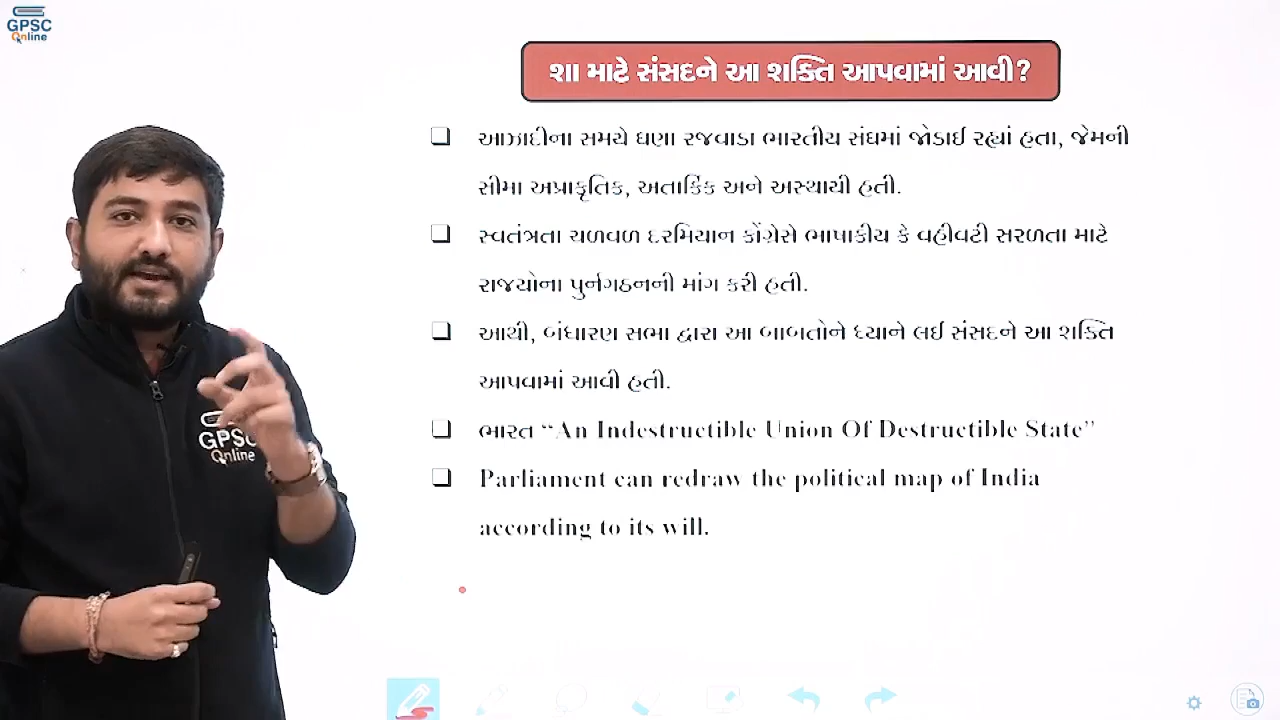 GPSC
Online
શા માટે સંસદને આ શક્તિ આપવામાં આવી?
આઝાદીના સમયે ઘણા રજવાડા ભારતીય સંઘમાં જોડાઈ રહ્યાં હતા, જેમની
સીમા અપ્રાકૃતિક, અતાર્કિક અને અસ્થાયી હતી.
સ્વતંત્રતા ચળવળ દરમિયાન કોંગ્રેસે ભાષાકીય કે વહીવટી સરળતા માટે
રાજ્યોના પુર્નગઠનની માંગ કરી હતી.
આથી, બંધારણ સભા દ્વારા આ બાબતોને ધ્યાને લઈ સંસદને આ શક્તિ
આપવામાં આવી હતી.
ભારત “An Indestructible Union Of Destructible State”
Parliament can redraw the political map of India
according to its will.
GPSC
Online